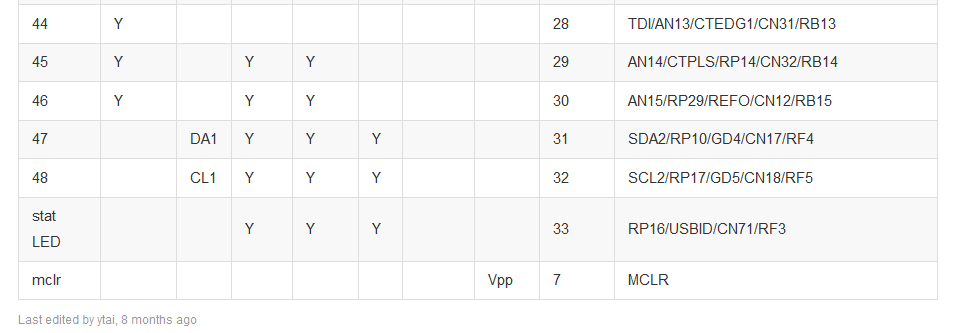 44 Y 28 TDI/AN13/CTEDG1/CN31/RB13
45 Y Y Y 29 AN14/CTPLS/RP14/CN32/RB14
46 Y Y Y 30 AN15/RP29/REFO/CN12/RB15
47 DA1 Y Y Y 31 SDA2/RP10/GD4/CN17/RF4
48 CL1 Y Y Y 32 SCL2/RP17/GD5/CN18/RF5
stat
LED Y Y Y 33 RP16/USBID/CN71/RF3
mclr Vpp 7 MCLR
Last edited by ytai, 8 months ago